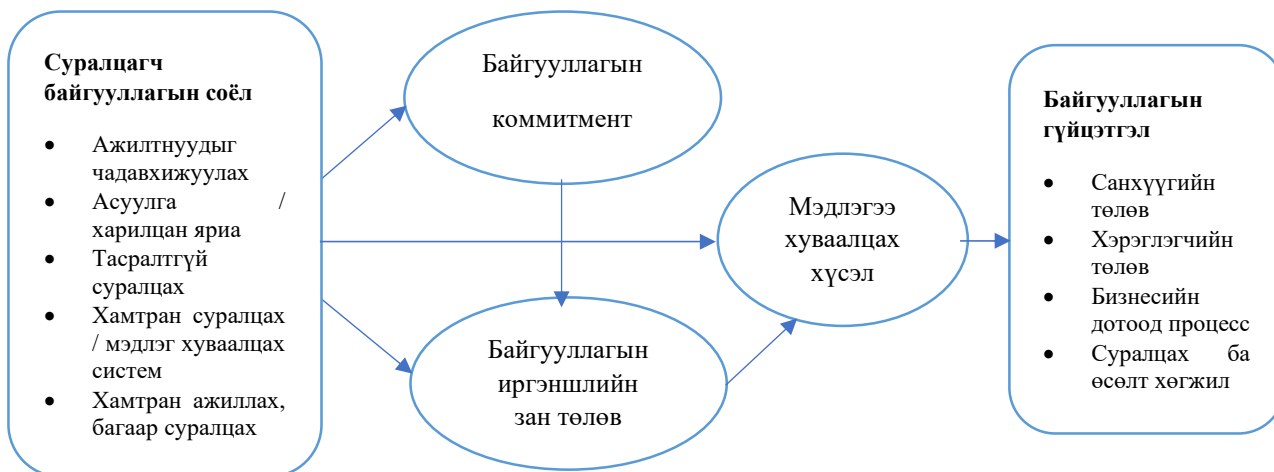 Суралцагч
байгууллагын соёл
• Ажилтнуудыг
чадавхижуулах
• Асуулга /
харилцан яриа
• Тасралтгүй
суралцах
• Хамтран суралцах
/ мэдлэг хуваалцах
систем
• Хамтран ажиллах,
багаар суралцах
Байгууллагын
коммитмент
Байгууллагын
иргэншлийн
зан төлөв
Мэдлэгээ
хуваалцах
хүсэл
Байгууллагын
гүйцэтгэл
• Санхүүгийн
төлөв
• Хэрэглэгчийн
төлөв
• Бизнесийн
дотоод процесс
• Суралцах ба
өсөлт хөгжил